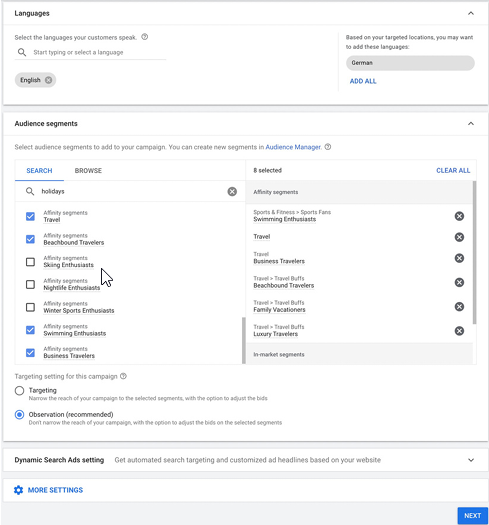 Languages
Select the languages your customers speak.
Start typing or select a language
English
Based on your targeted locations, you may want
to add these languages:
German
ADD ALL
Audience segments
Select audience segments to add to your campaign. You can create new segments in Audience Manager.
SEARCH
BROWSE
holidays
Affinity segments
Travel
Affinity segments
Beachbound Travelers
Affinity segments
Skiing Enthusiasts
Affinity segments
Nightlife Enthusiasts
Affinity segments
Winter Sports Enthusiasts
Affinity segments
Swimming Enthusiasts
Affinity segments
Business Travelers
8 selected
CLEAR ALL
Affinity segments
Sports & Fitness > Sports Fans
Swimming Enthusiasts
Travel
Travel
Business Travelers
Travel > Travel Buffs
Beachbound Travelers
Travel > Travel Buffs
Family Vacationers
Travel > Travel Buffs
Luxury Travelers
In-market segments
Targeting setting for this campaign
Targeting
Narrow the reach of your campaign to the selected segments, with the option to adjust the bids
Observation (recommended)
Don't narrow the reach of your campaign, with the option to adjust the bids on the selected segments
Dynamic Search Ads setting
Get automated search targeting and customized ad headlines based on your website
MORE SETTINGS
NEXT